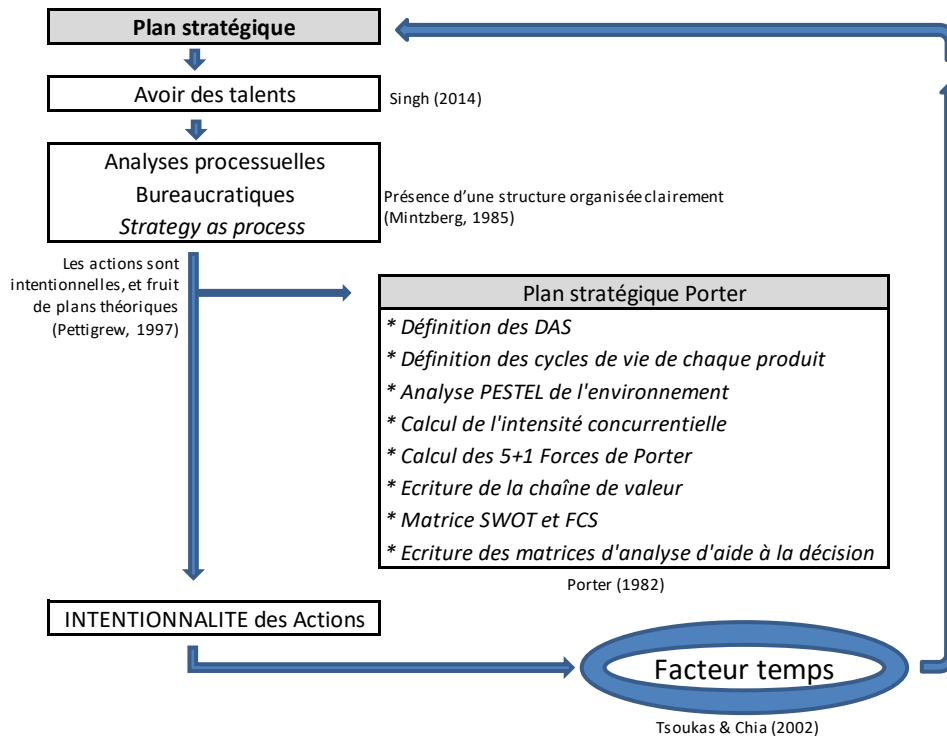 Plan stratégique
Avoir des talents
Singh (2014)
Analyses processuelles
Bureaucratiques
Strategy as process
Présence d'une structure organisée clairement
(Mintzberg, 1985)
Les actions sont
intentionnelles, et fruit
de plans théoriques
(Pettigrew, 1997)
Plan stratégique Porter
* Définition des DAS
* Définition des cycles de vie de chaque produit
* Analyse PESTEL de l'environnement
* Calcul de l'intensité concurrentielle
* Calcul des 5+1 Forces de Porter
* Ecriture de la chaîne de valeur
* Matrice SWOT et FCS
* Ecriture des matrices d'analyse d'aide à la décision
Porter (1982)
INTENTIONNALITE des Actions
Facteur temps
Tsoukas & Chia (2002)